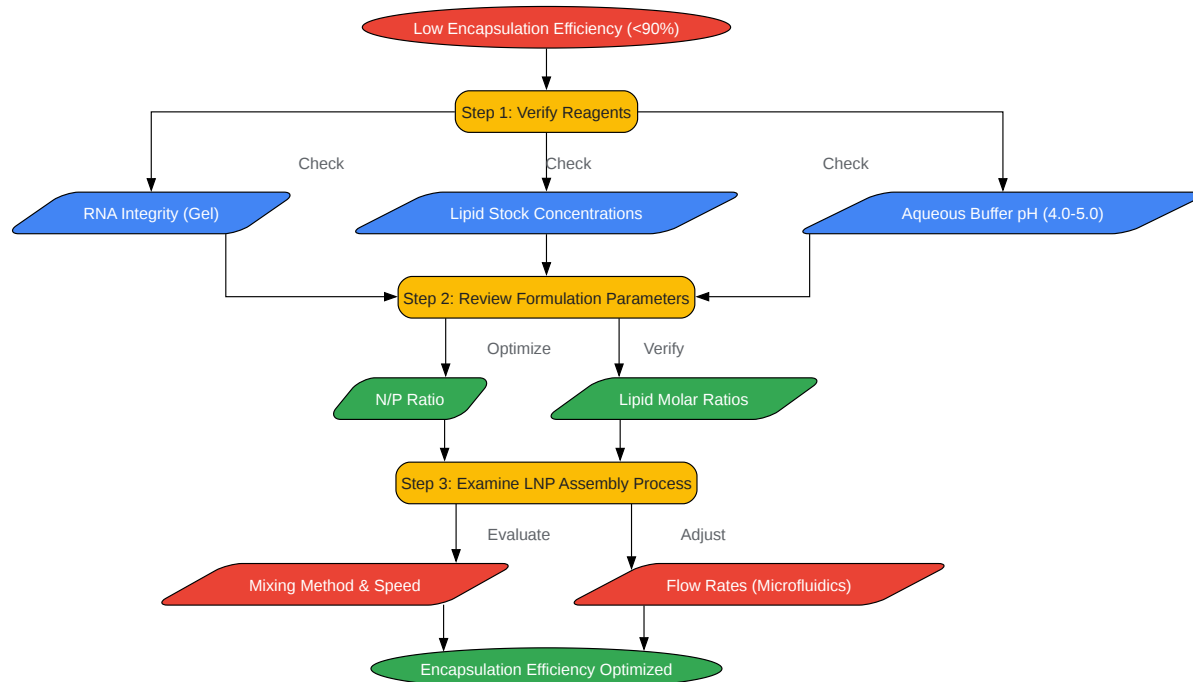 Low Encapsulation Efficiency (<90%)
Step 1: Verify Reagents
Check
Check
Check
RNA Integrity (Gel)
Lipid Stock Concentrations
Aqueous Buffer pH (4.0-5.0)
Step 2: Review Formulation Parameters
Optimize
Verify
N/P Ratio
Lipid Molar Ratios
Step 3: Examine LNP Assembly Process
Evaluate
Adjust
Mixing Method & Speed
Flow Rates (Microfluidics)
Encapsulation Efficiency Optimized